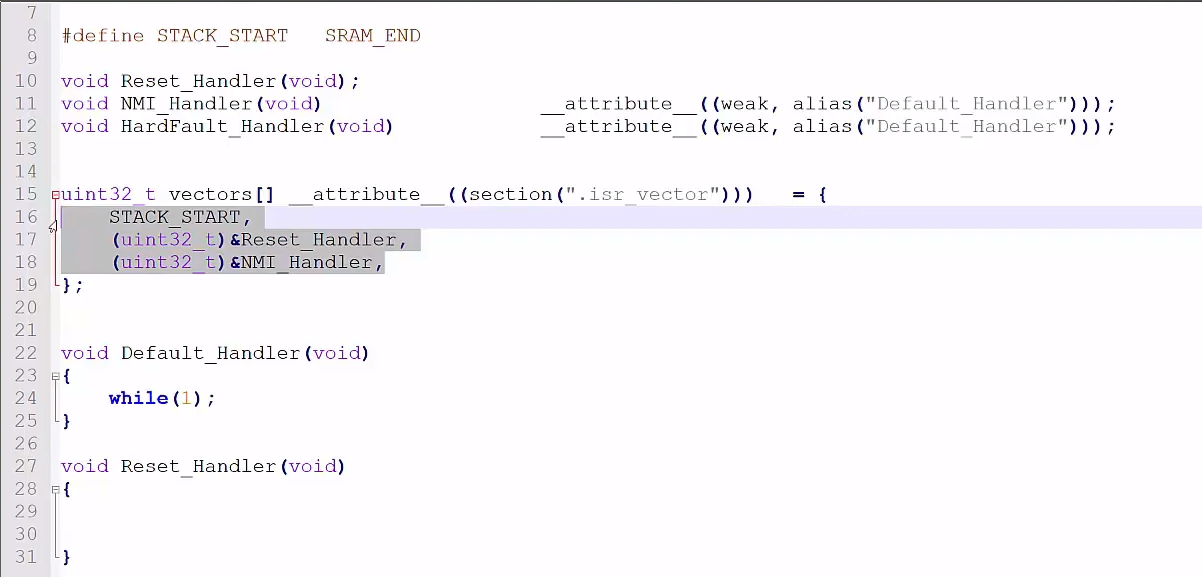 7
8 #define STACK_START SRAM_END
9
10 void Reset_Handler(void);
11 void NMI_Handler(void) __attribute__((weak, alias("Default_Handler")));
12 void HardFault_Handler(void) __attribute__((weak, alias("Default_Handler")));
13
14
15 uint32_t vectors[] __attribute__((section(".isr_vector"))) = {
16 STACK_START,
17 (uint32_t)&Reset_Handler,
18 (uint32_t)&NMI_Handler,
19 };
20
21
22 void Default_Handler(void)
23 {
24 while(1);
25 }
26
27 void Reset_Handler(void)
28 {
29
30
31 }